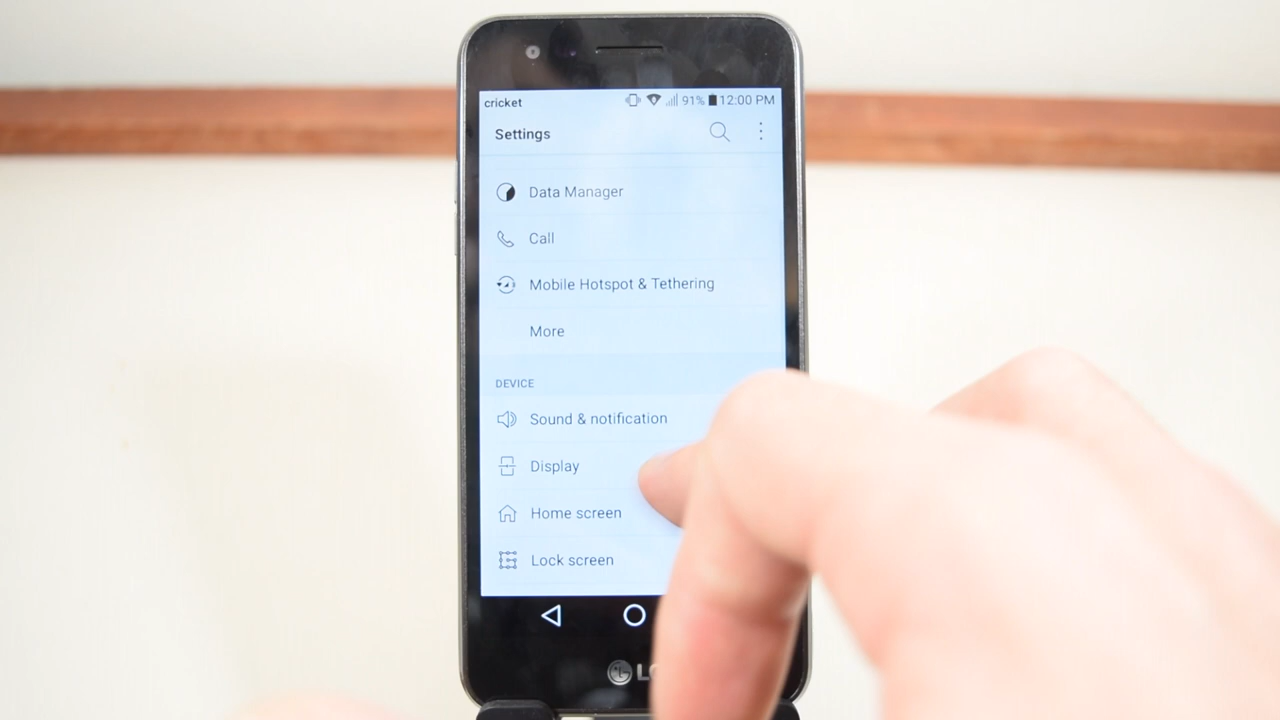 cricket 91% 12:00 PM
Settings
Data Manager
Call
Mobile Hotspot & Tethering
More
DEVICE
Sound & notification
Display
Home screen
Lock screen